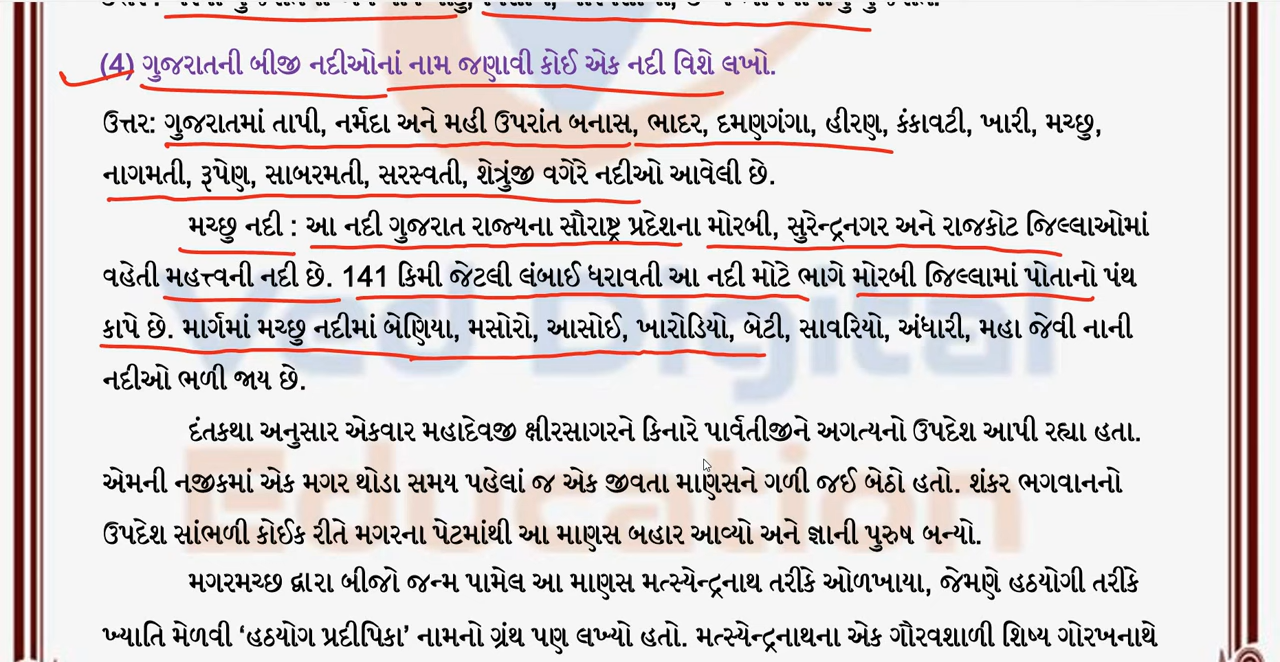 (4) ગુજરાતની બીજી નદીઓનાં નામ જણાવી કોઈ એક નદી વિશે લખો.
ઉત્તર: ગુજરાતમાં તાપી, નર્મદા અને મહી ઉપરાંત બનાસ, ભાદર, દમણગંગા, હીરણ, કંકાવટી, ખારી, મચ્છુ,
નાગમતી, રૂપેણ, સાબરમતી, સરસ્વતી, શેત્રુંજી વગેરે નદીઓ આવેલી છે.
મચ્છુ નદી : આ નદી ગુજરાત રાજ્યના સૌરાષ્ટ્ર પ્રદેશના મોરબી, સુરેન્દ્રનગર અને રાજકોટ જિલ્લાઓમાં
વહેતી મહત્ત્વની નદી છે. 141 કિમી જેટલી લંબાઈ ધરાવતી આ નદી મોટે ભાગે મોરબી જિલ્લામાં પોતાનો પંથ
કાપે છે. માર્ગમાં મચ્છુ નદીમાં બેણિયા, મસોરો, આસોઈ, ખારોડિયો, બેટી, સાવરિયો, અંધારી, મહા જેવી નાની
નદીઓ ભળી જાય છે.
દંતકથા અનુસાર એકવાર મહાદેવજી ક્ષીરસાગરને કિનારે પાર્વતીજીને અગત્યનો ઉપદેશ આપી રહ્યા હતા.
એમની નજીકમાં એક મગર થોડા સમય પહેલાં જ એક જીવતા માણસને ગળી જઈ બેઠો હતો. શંકર ભગવાનનો
ઉપદેશ સાંભળી કોઈક રીતે મગરના પેટમાંથી આ માણસ બહાર આવ્યો અને જ્ઞાની પુરુષ બન્યો.
મગરમચ્છ દ્વારા બીજો જન્મ પામેલ આ માણસ મત્સ્યેન્દ્રનાથ તરીકે ઓળખાયા, જેમણે હઠયોગી તરીકે
ખ્યાતિ મેળવી ‘હઠયોગ પ્રદીપિકા’ નામનો ગ્રંથ પણ લખ્યો હતો. મત્સ્યેન્દ્રનાથના એક ગૌરવશાળી શિષ્ય ગોરખનાથે
Ved Digital
Education